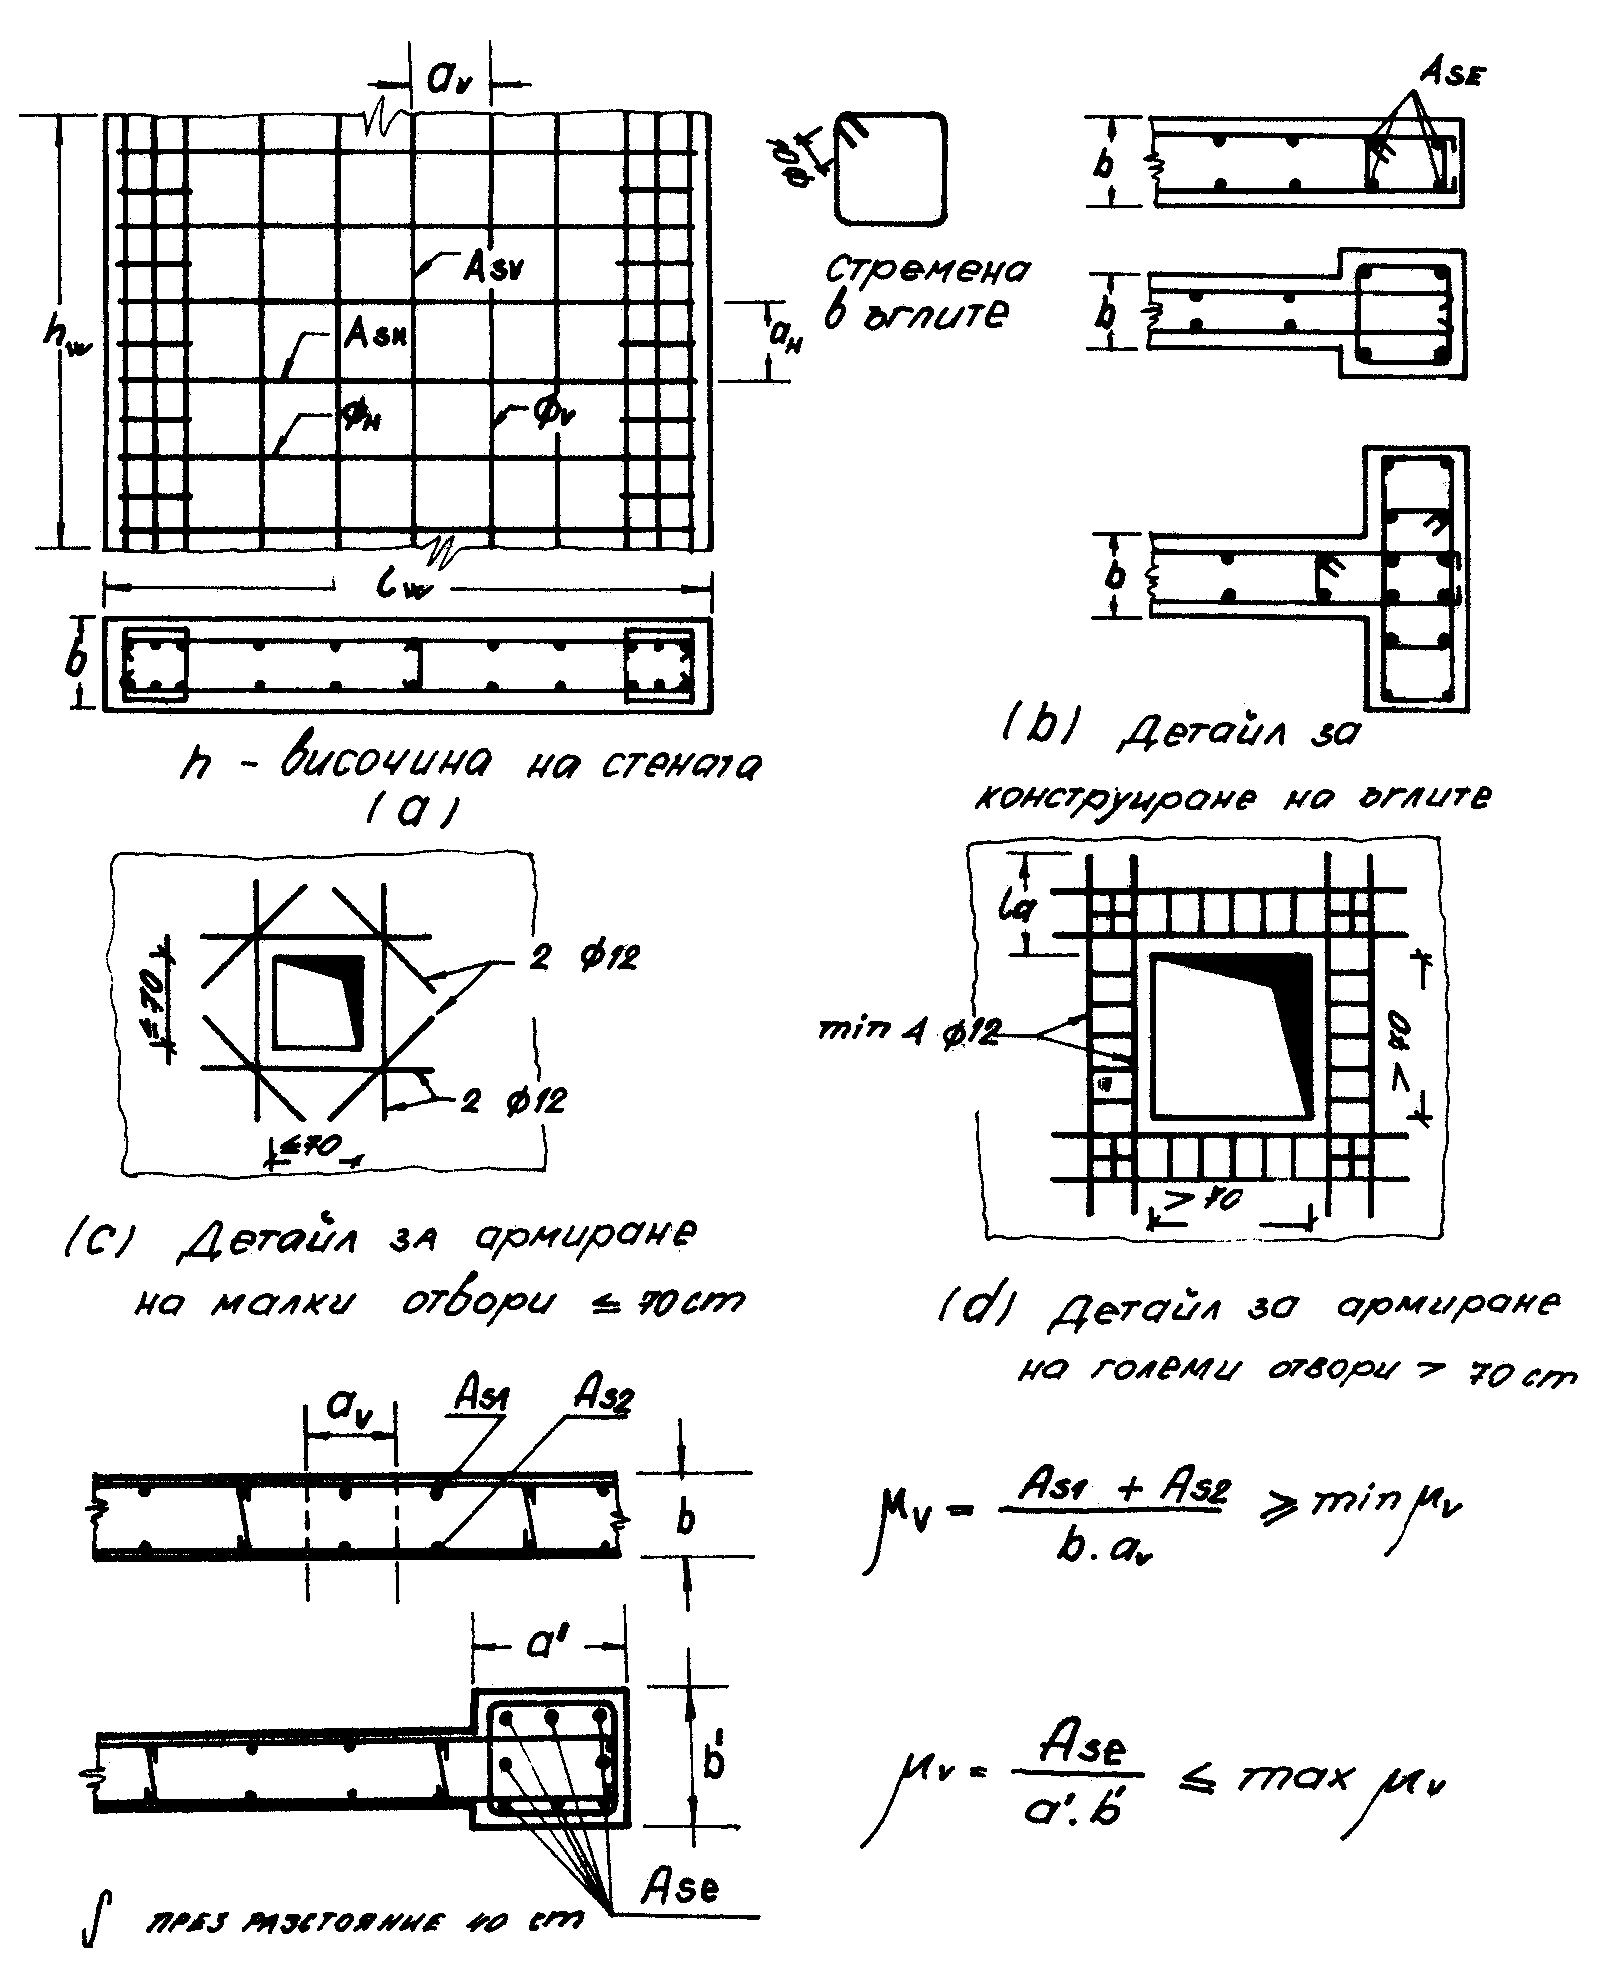 av
ASE
φ10
b
Стремена
в ъглите
Asv
AsH
hw
aH
b
φH
φv
lw
b
b
h - височина на стената
(a)
(b) Детайл за
конструиране на ъглите
la
2 φ12
≤70
min 4 φ12
> 70
2 φ12
≤70
> 70
(c) Детайл за армиране
на малки отвори ≤ 70 cm
(d) Детайл за армиране
на големи отвори > 70 cm
av
As1
As2
b
μv = As1 + As2 / b.av ≥ min μv
a'
b'
μv = Ase / a'.b' ≤ max μv
Ase
∫ през разстояние 40 cm